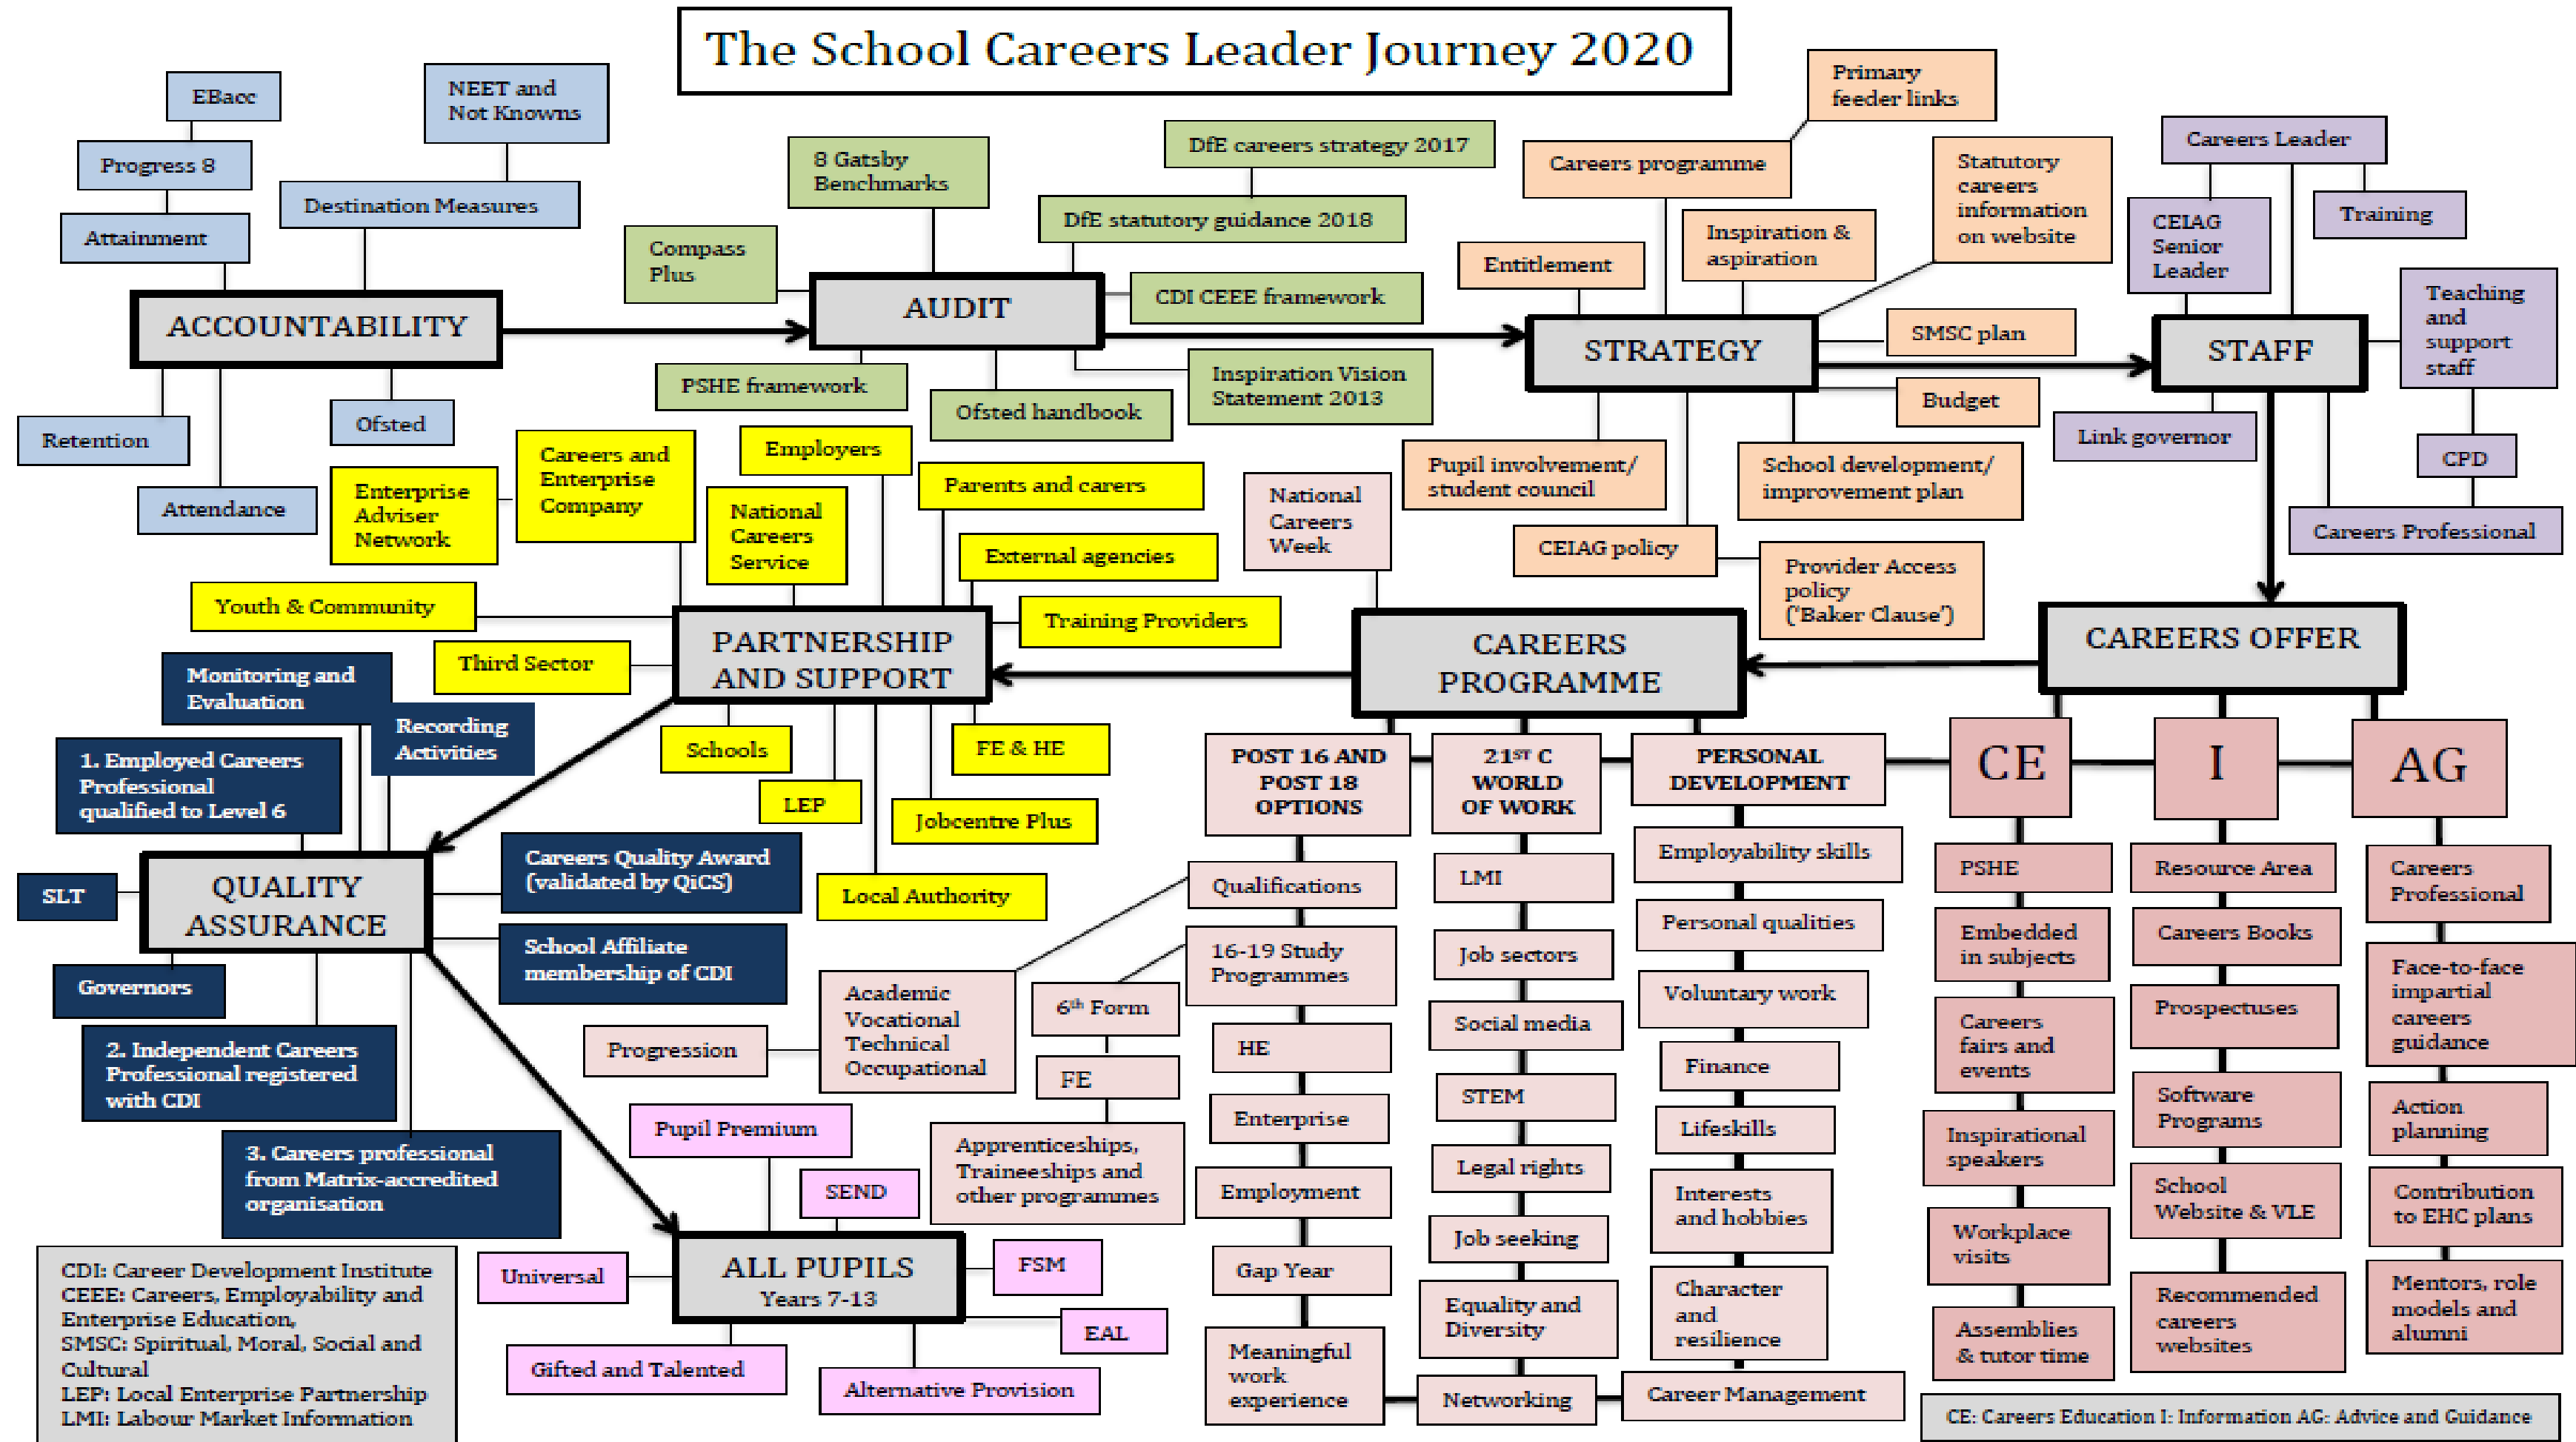 The School Careers Leader Journey 2020
EBacc
Progress 8
Attainment
NEET and
Not Knowns
Destination Measures
ACCOUNTABILITY
Retention
Attendance
Ofsted
8 Gatsby
Benchmarks
Compass
Plus
DfE careers strategy 2017
DfE statutory guidance 2018
CDI CEEE framework
AUDIT
PSHE framework
Ofsted handbook
Inspiration Vision
Statement 2013
Primary
feeder links
Careers programme
Entitlement
Inspiration &
aspiration
Statutory
careers
information
on website
STRATEGY
SMSC plan
Budget
Pupil involvement/
student council
School development/
improvement plan
CEIAG policy
Provider Access
policy
('Baker Clause')
Careers Leader
CEIAG
Senior
Leader
Training
STAFF
Teaching
and
support
staff
Link governor
CPD
Careers Professional
CAREERS OFFER
CE
I
AG
PSHE
Embedded
in subjects
Careers
fairs and
events
Inspirational
speakers
Workplace
visits
Assemblies
& tutor time
Resource Area
Careers Books
Prospectuses
Software
Programs
School
Website & VLE
Recommended
careers
websites
Careers
Professional
Face-to-face
impartial
careers
guidance
Action
planning
Contribution
to EHC plans
Mentors, role
models and
alumni
CE: Careers Education I: Information AG: Advice and Guidance
National
Careers
Week
CAREERS
PROGRAMME
POST 16 AND
POST 18
OPTIONS
Qualifications
16-19 Study
Programmes
HE
Enterprise
Employment
Gap Year
Meaningful
work
experience
Academic
Vocational
Technical
Occupational
Progression
6th Form
FE
Apprenticeships,
Traineeships and
other programmes
21ST C
WORLD
OF WORK
LMI
Job sectors
Social media
STEM
Legal rights
Job seeking
Equality and
Diversity
Networking
PERSONAL
DEVELOPMENT
Employability skills
Personal qualities
Voluntary work
Finance
Lifeskills
Interests
and hobbies
Character
and
resilience
Career Management
Enterprise
Adviser
Network
Careers and
Enterprise
Company
Employers
National
Careers
Service
Parents and carers
External agencies
Training Providers
Youth & Community
Third Sector
PARTNERSHIP
AND SUPPORT
Schools
LEP
FE & HE
Jobcentre Plus
Local Authority
Monitoring and
Evaluation
Recording
Activities
1. Employed Careers
Professional
qualified to Level 6
SLT
QUALITY
ASSURANCE
Careers Quality Award
(validated by QiCS)
School Affiliate
membership of CDI
Governors
2. Independent Careers
Professional registered
with CDI
3. Careers professional
from Matrix-accredited
organisation
Pupil Premium
SEND
Universal
ALL PUPILS
Years 7-13
FSM
EAL
Gifted and Talented
Alternative Provision
CDI: Career Development Institute
CEEE: Careers, Employability and
Enterprise Education,
SMSC: Spiritual, Moral, Social and
Cultural
LEP: Local Enterprise Partnership
LMI: Labour Market Information